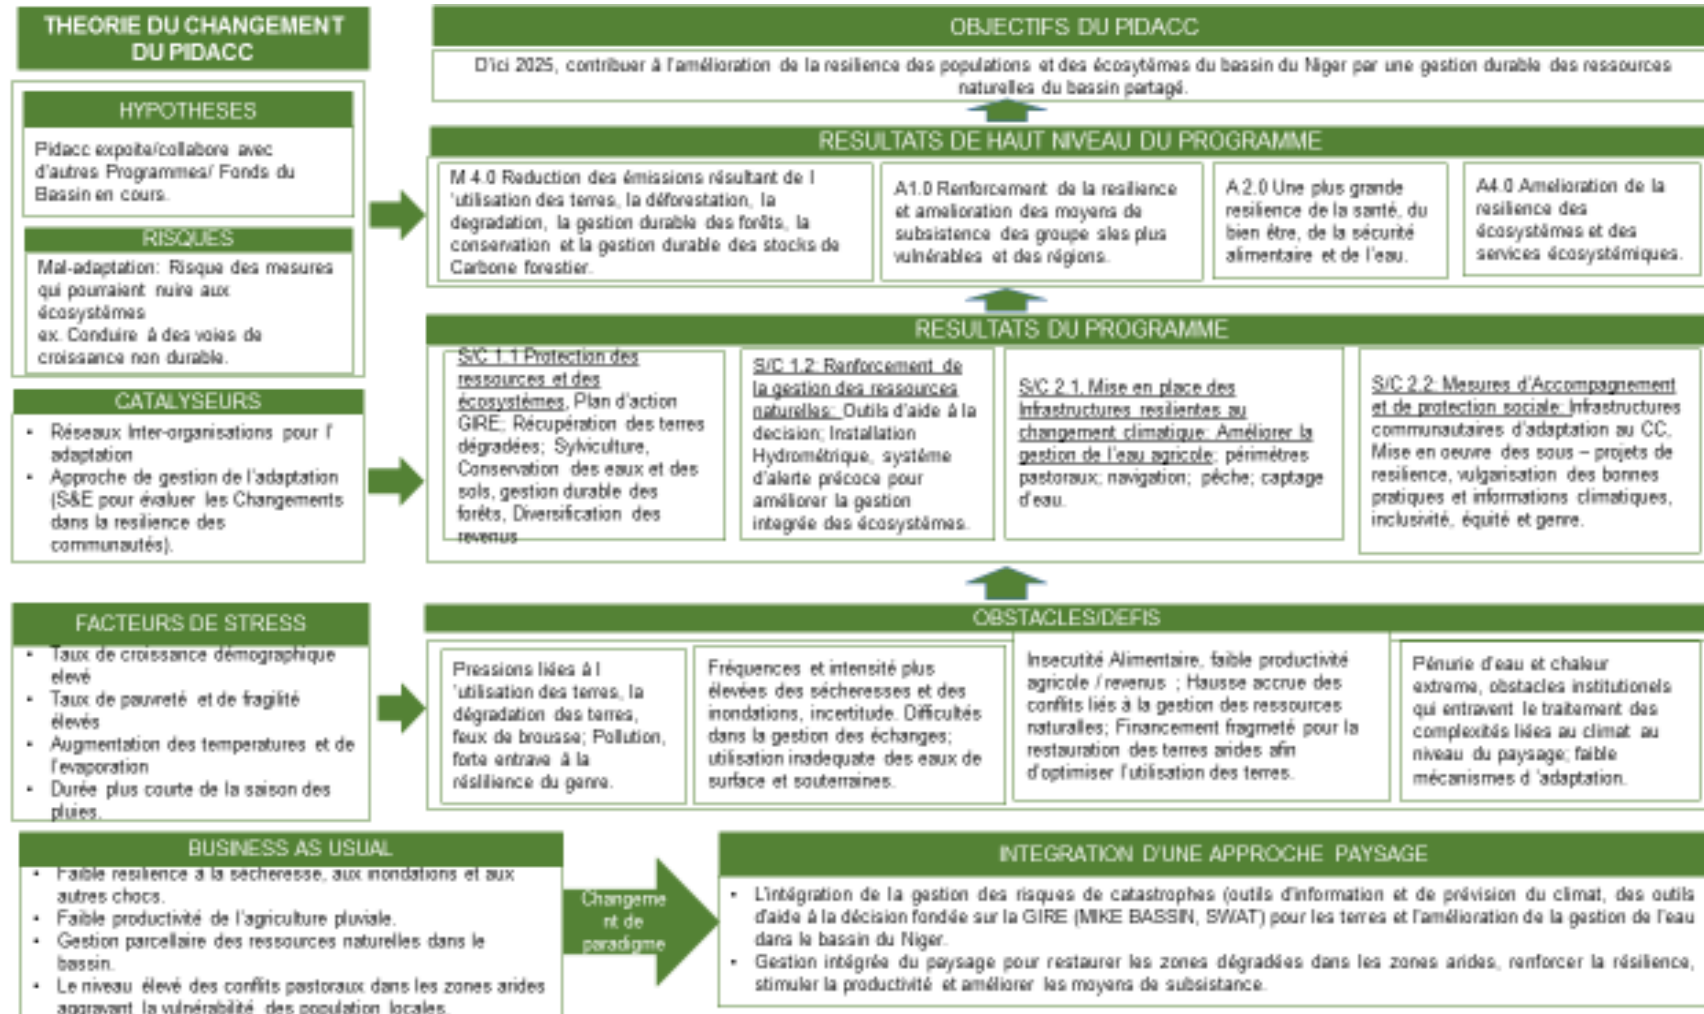 THEORIE DU CHANGEMENT
DU PIDACC
HYPOTHESES
Pidacc expoite/collabore avec
d'autres Programmes/ Fonds du
Bassin en cours.
RISQUES
Mal-adaptation: Risque des mesures
qui pourraient nuire aux
écosystèmes
ex. Conduire à des voies de
croissance non durable.
CATALYSEURS
• Réseaux Inter-organisations pour l'
adaptation
• Approche de gestion de l'adaptation
(S&E pour évaluer les Changements
dans la resilience des
communautés).
FACTEURS DE STRESS
• Taux de croissance démographique
elevé
• Taux de pauvreté et de fragilité
élevés
• Augmentation des temperatures et de
l'evaporation
• Durée plus courte de la saison des
pluies.
OBJECTIFS DU PIDACC
D'ici 2025, contribuer à l'amélioration de la resilience des populations et des écosytèmes du bassin du Niger par une gestion durable des ressources
naturelles du bassin partagé.
RESULTATS DE HAUT NIVEAU DU PROGRAMME
M 4.0 Reduction des émissions résultant de l
'utilisation des terres, la déforestation, la
degradation, la gestion durable des forêts, la
conservation et la gestion durable des stocks de
Carbone forestier.
A1.0 Renforcement de la resilience
et amelioration des moyens de
subsistence des groupe sles plus
vulnérables et des régions.
A 2.0 Une plus grande
resilience de la santé, du
bien être, de la sécurité
alimentaire et de l'eau.
A4.0 Amelioration de la
resilience des
écosystèmes et des
services écosystémiques.
RESULTATS DU PROGRAMME
S/C 1.1 Protection des
ressources et des
écosystèmes, Plan d'action
GIRE; Récupération des terres
dégradées; Sylviculture,
Conservation des eaux et des
sols, gestion durable des
forêts, Diversification des
revenus
S/C 1.2: Renforcement de
la gestion des ressources
naturelles: Outils d'aide à la
decision; Installation
Hydrométrique, système
d'alerte précoce pour
améliorer la gestion
integrée des écosystèmes.
S/C 2.1. Mise en place des
Infrastructures resilientes au
changement climatique: Améliorer la
gestion de l'eau agricole; périmètres
pastoraux; navigation; pêche; captage
d'eau.
S/C 2.2: Mesures d'Accompagnement
et de protection sociale: Infrastructures
communautaires d'adaptation au CC,
Mise en oeuvre des sous – projets de
resilience, vulgarisation des bonnes
pratiques et informations climatiques,
inclusivité, équité et genre.
OBSTACLES/DEFIS
Pressions liées à l
'utilisation des terres, la
dégradation des terres,
feux de brousse; Pollution,
forte entrave à la
réslilience du genre.
Fréquences et intensité plus
élevées des sécheresses et des
inondations, incertitude. Difficultés
dans la gestion des échanges;
utilisation inadequate des eaux de
surface et souterraines.
Insecutité Alimentaire, faible productivité
agricole / revenus ; Hausse accrue des
conflits liés à la gestion des ressources
naturalles; Financement fragmeté pour la
restauration des terres arides afin
d'optimiser l'utilisation des terres.
Pénurie d'eau et chaleur
extreme, obstacles institutionels
qui entravent le traitement des
complexités liées au climat au
niveau du paysage; faible
mécanismes d 'adaptation.
BUSINESS AS USUAL
• Faible resilience à la sécheresse, aux inondations et aux
autres chocs.
• Faible productivité de l'agriculture pluviale.
• Gestion parcellaire des ressources naturelles dans le
bassin.
• Le niveau élevé des conflits pastoraux dans les zones arides
aggravant la vulnérabilité des population locales.
Changeme
nt de
paradigme
INTEGRATION D'UNE APPROCHE PAYSAGE
• L'intégration de la gestion des risques de catastrophes (outils d'information et de prévision du climat, des outils
d'aide à la décision fondée sur la GIRE (MIKE BASSIN, SWAT) pour les terres et l'amélioration de la gestion de l'eau
dans le bassin du Niger.
• Gestion intégrée du paysage pour restaurer les zones dégradées dans les zones arides, renforcer la résilience,
stimuler la productivité et améliorer les moyens de subsistance.